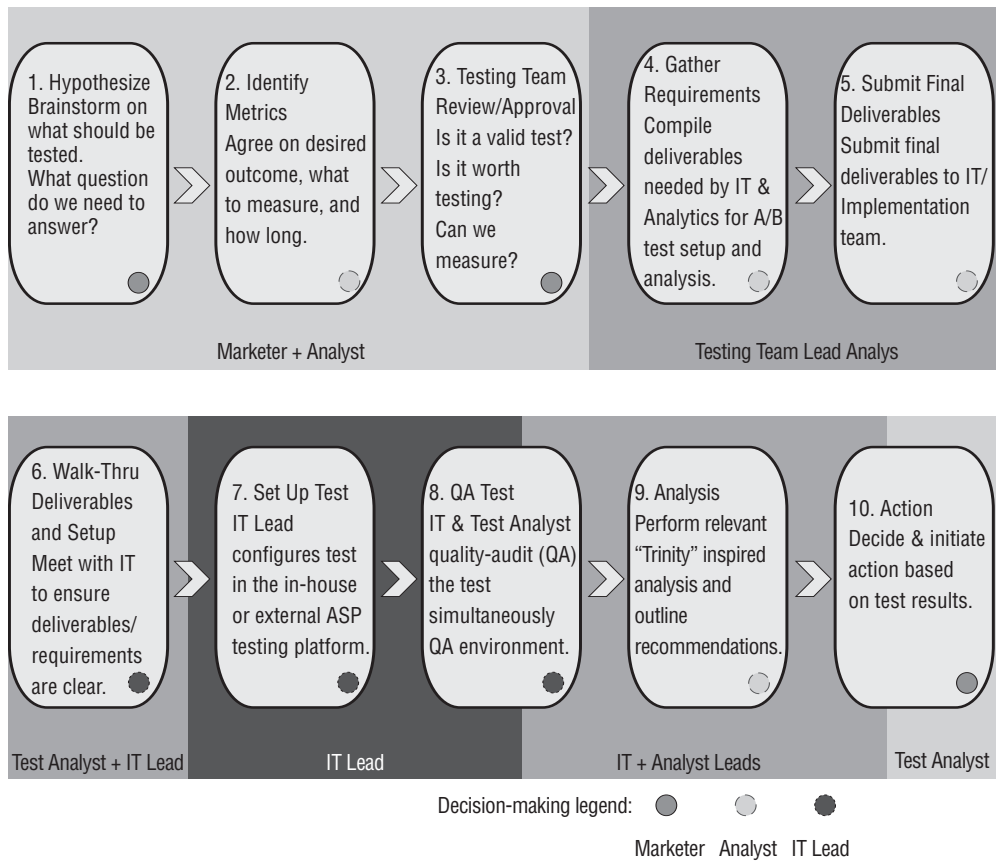 1. Hypothesize
Brainstorm on
what should be
tested.
What question
do we need to
answer?
2. Identify
Metrics
Agree on desired
outcome, what
to measure, and
how long.
3. Testing Team
Review/Approval
Is it a valid test?
Is it worth
testing?
Can we
measure?
4. Gather
Requirements
Compile
deliverables
needed by IT &
Analytics for A/B
test setup and
analysis.
5. Submit Final
Deliverables
Submit final
deliverables to IT/
Implementation
team.
Marketer + Analyst
Testing Team Lead Analys
6. Walk-Thru
Deliverables
and Setup
Meet with IT
to ensure
deliverables/
requirements
are clear.
7. Set Up Test
IT Lead
configures test
in the in-house
or external ASP
testing platform.
8. QA Test
IT & Test Analyst
quality-audit (QA)
the test
simultaneously
QA environment.
9. Analysis
Perform relevant
“Trinity” inspired
analysis and
outline
recommendations.
10. Action
Decide & initiate
action based
on test results.
Test Analyst + IT Lead
IT Lead
IT + Analyst Leads
Test Analyst
Decision-making legend:
Marketer Analyst IT Lead